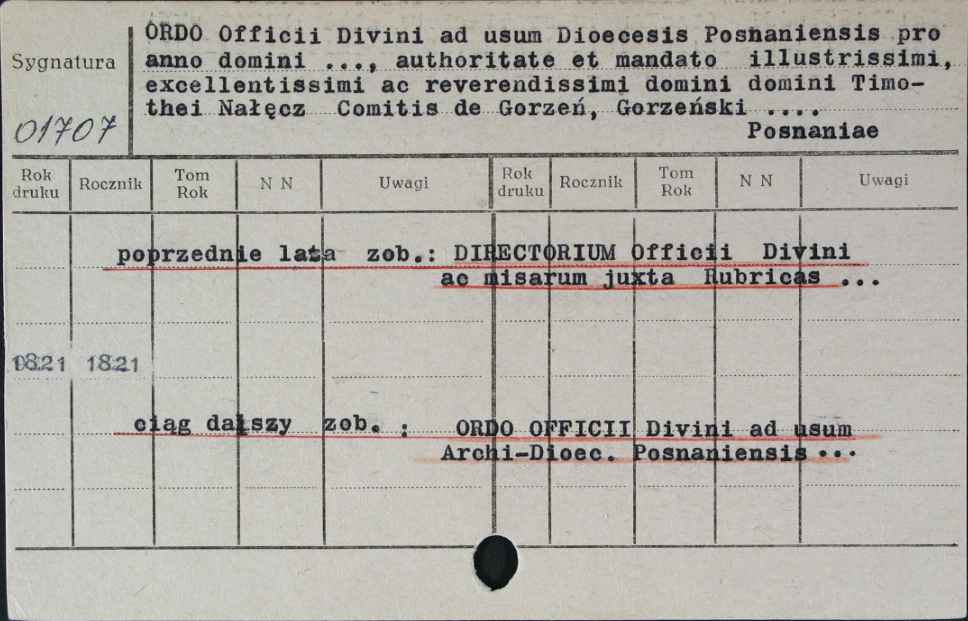 ORDO Officii Divini ad usum Dioecesis Posnaniensis pro
anno domini ..., authoritate et mandato illustrissimi,
excellentissimi ac reverendissimi domini domini Timo-
thei Nałęcz Comitis de Gorzeń, Gorzeński ....
Posnaniae
Sygnatura
01707
Rok druku Rocznik Tom Rok N N Uwagi Rok druku Rocznik Tom Rok N N Uwagi
poprzednie lata zob.: DIRECTORIUM Officii Divini
ac misarum juxta Rubricas ...
1821 1821
ciąg dalszy zob. : ORDO OFFICII Divini ad usum
Archi-Dioec. Posnaniensis ...